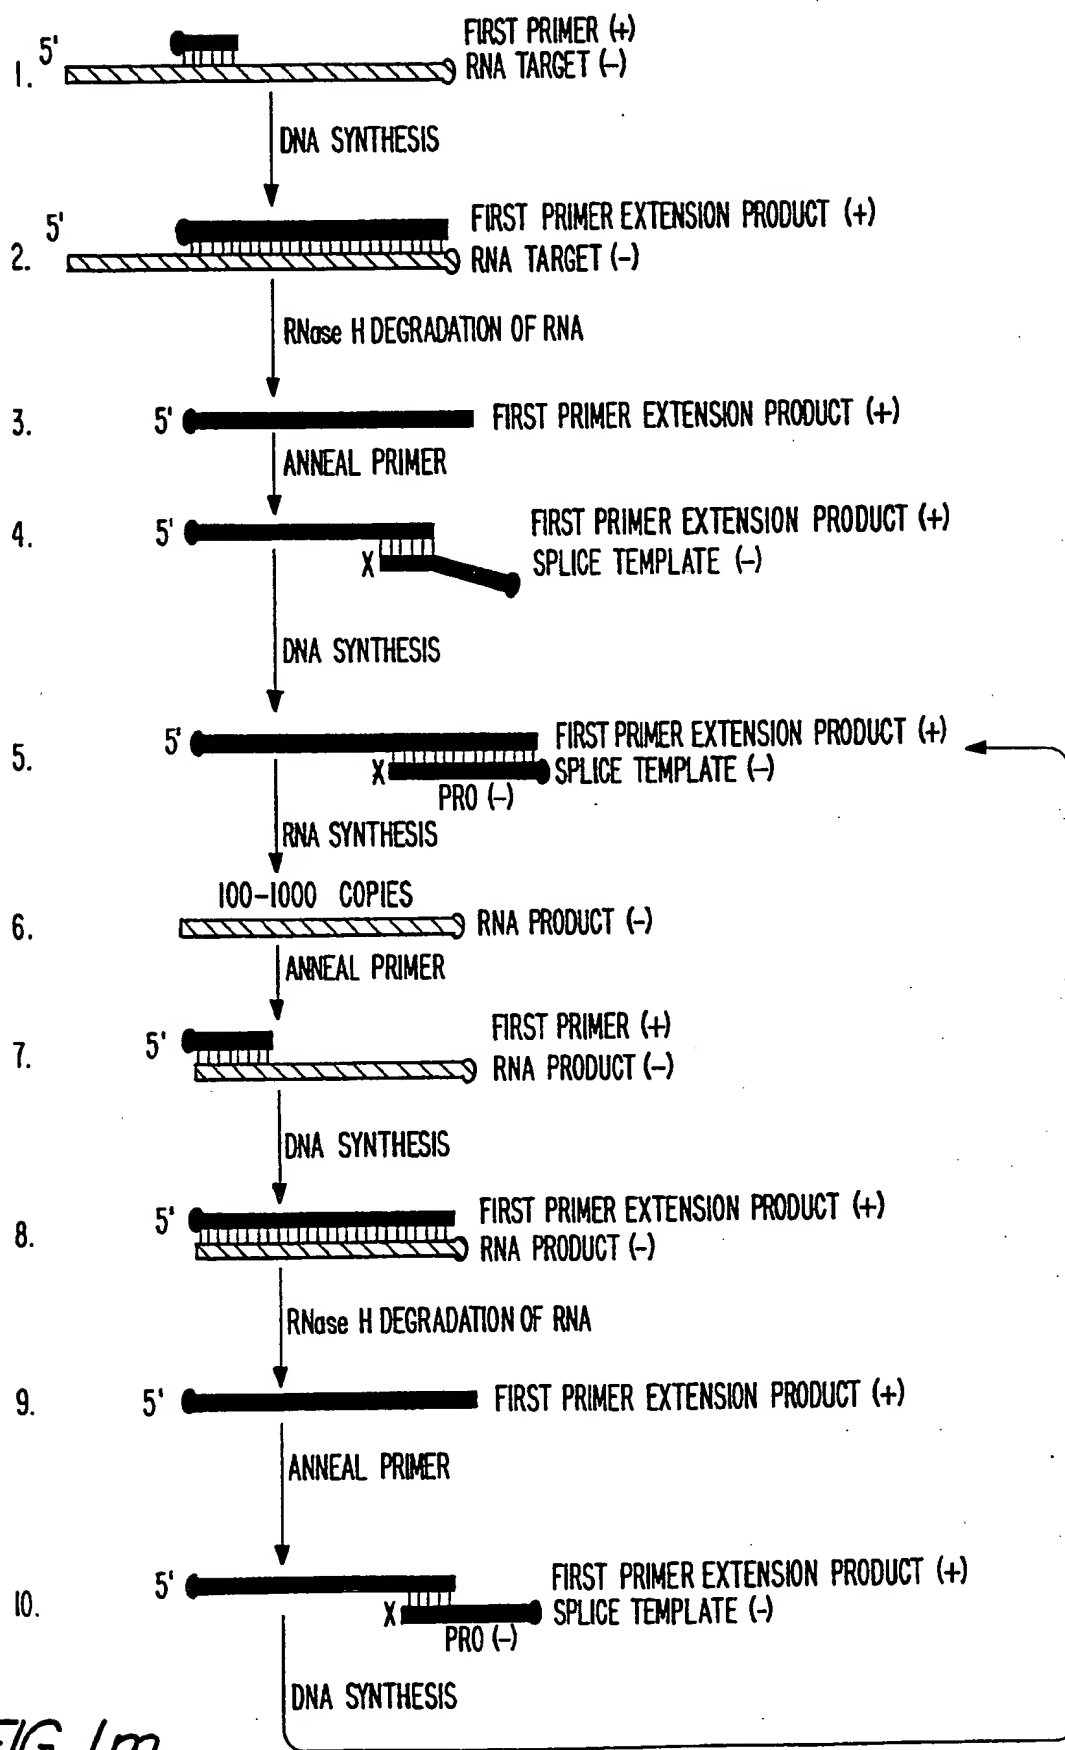 FIRST PRIMER (+)
5'
1.
RNA TARGET (-)
DNA SYNTHESIS
5'
FIRST PRIMER EXTENSION PRODUCT (+)
2.
RNA TARGET (-)
RNase H DEGRADATION OF RNA
3.
5'
FIRST PRIMER EXTENSION PRODUCT (+)
ANNEAL PRIMER
4.
5'
FIRST PRIMER EXTENSION PRODUCT (+)
X
SPLICE TEMPLATE (-)
DNA SYNTHESIS
5'
FIRST PRIMER EXTENSION PRODUCT (+)
5.
X
SPLICE TEMPLATE (-)
PRO (-)
RNA SYNTHESIS
100-1000 COPIES
6.
RNA PRODUCT (-)
ANNEAL PRIMER
5'
FIRST PRIMER (+)
7.
RNA PRODUCT (-)
DNA SYNTHESIS
5'
FIRST PRIMER EXTENSION PRODUCT (+)
8.
RNA PRODUCT (-)
RNase H DEGRADATION OF RNA
9.
5'
FIRST PRIMER EXTENSION PRODUCT (+)
ANNEAL PRIMER
5'
FIRST PRIMER EXTENSION PRODUCT (+)
10.
X
SPLICE TEMPLATE (-)
PRO (-)
DNA SYNTHESIS
FIG. 1m